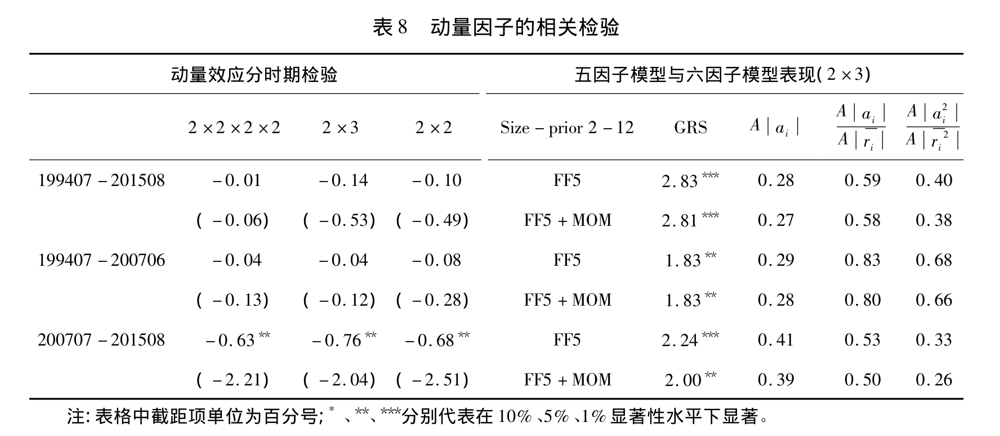 表 8 动量因子的相关检验
动量效应分时期检验 五因子模型与六因子模型表现( 2 ×3)
2 ×2 ×2 ×2 2 ×3 2 ×2 Size －prior 2 －12 GRS A | a_i | A | a_i | / A | r̄_i | A | a_i^2 | / A | r̄_i^2 |
199407 －201508 －0.01 －0.14 －0.10 FF5 2.83*** 0.28 0.59 0.40
( －0.06) ( －0.53) ( －0.49) FF5 + MOM 2.81*** 0.27 0.58 0.38
199407 －200706 －0.04 －0.04 －0.08 FF5 1.83** 0.29 0.83 0.68
( －0.13) ( －0.12) ( －0.28) FF5 + MOM 1.83** 0.28 0.80 0.66
200707 －201508 －0.63** －0.76** －0.68** FF5 2.24*** 0.41 0.53 0.33
( －2.21) ( －2.04) ( －2.51) FF5 + MOM 2.00** 0.39 0.50 0.26
注: 表格中截距项单位为百分号; * 、**、***分别代表在 10% 、5% 、1% 显著性水平下显著。